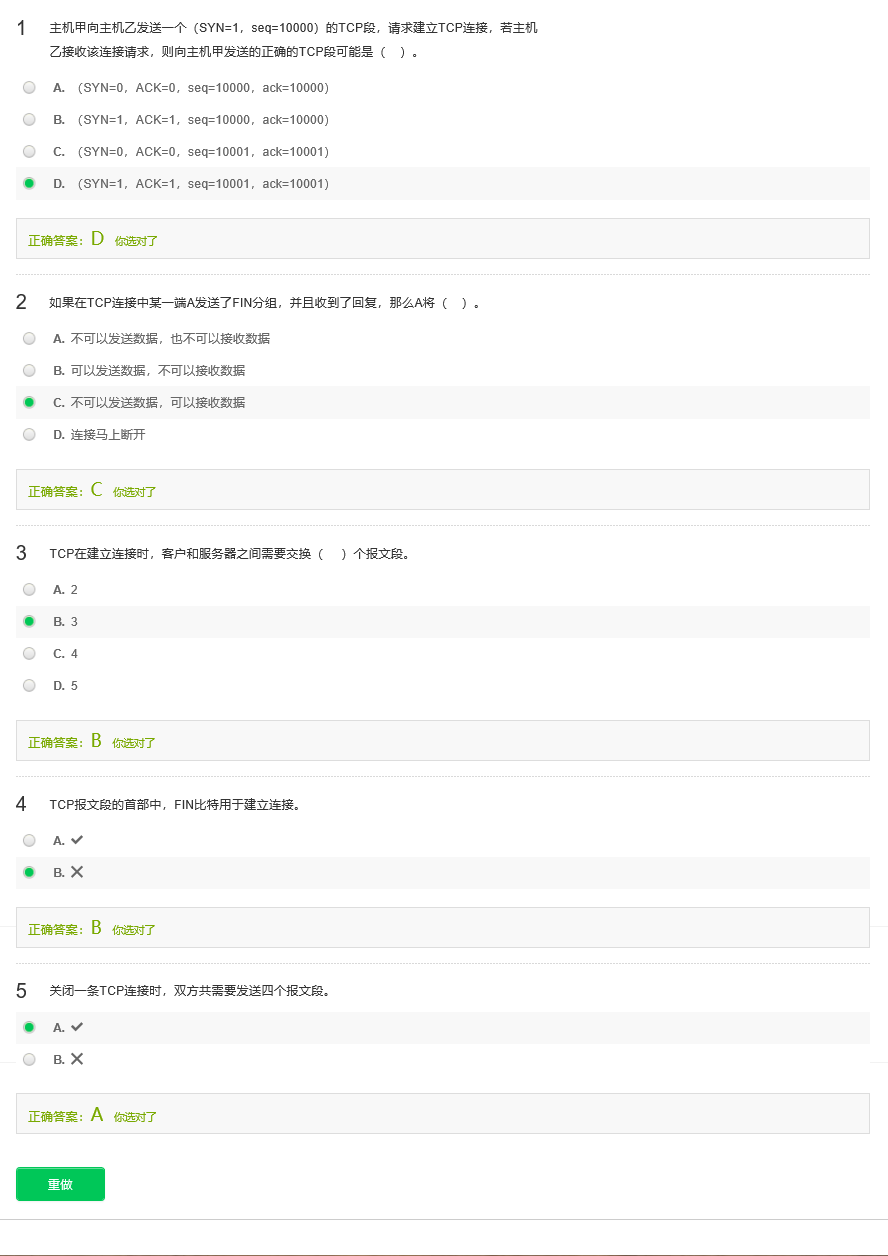 1 主机甲向主机乙发送一个（SYN=1，seq=10000）的TCP段，请求建立TCP连接，若主机
乙接收该连接请求，则向主机甲发送的正确的TCP段可能是（ ）。
A. （SYN=0，ACK=0，seq=10000，ack=10000）
B. （SYN=1，ACK=1，seq=10000，ack=10000）
C. （SYN=0，ACK=0，seq=10001，ack=10001）
D. （SYN=1，ACK=1，seq=10001，ack=10001）
正确答案：D 你选对了
2 如果在TCP连接中某一端A发送了FIN分组，并且收到了回复，那么A将（ ）。
A. 不可以发送数据，也不可以接收数据
B. 可以发送数据，不可以接收数据
C. 不可以发送数据，可以接收数据
D. 连接马上断开
正确答案：C 你选对了
3 TCP在建立连接时，客户和服务器之间需要交换（ ）个报文段。
A. 2
B. 3
C. 4
D. 5
正确答案：B 你选对了
4 TCP报文段的首部中，FIN比特用于建立连接。
A. ✔
B. ✕
正确答案：B 你选对了
5 关闭一条TCP连接时，双方共需要发送四个报文段。
A. ✔
B. ✕
正确答案：A 你选对了
重做